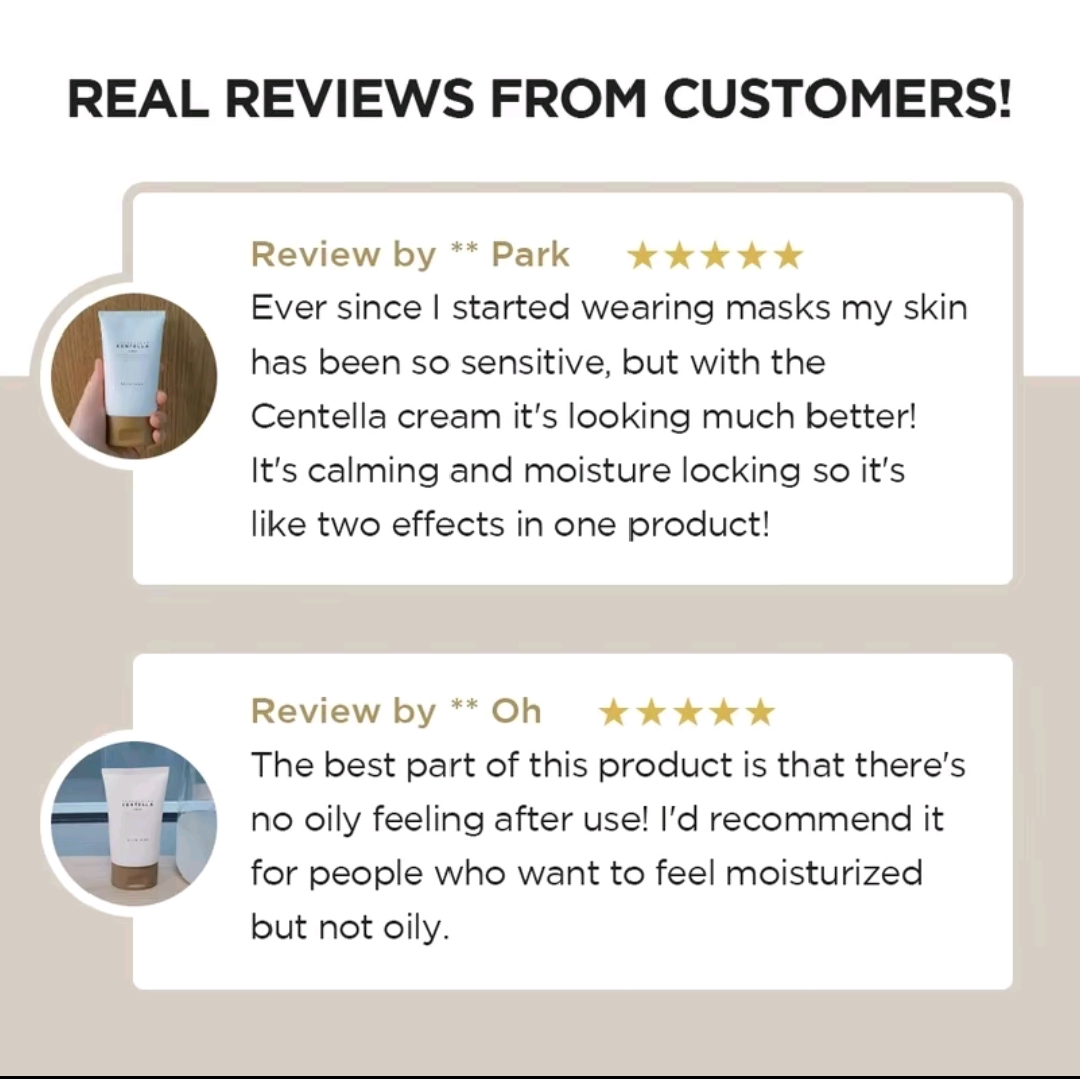 REAL REVIEWS FROM CUSTOMERS!
Review by ** Park ★★★★★
Ever since I started wearing masks my skin
has been so sensitive, but with the
Centella cream it's looking much better!
It's calming and moisture locking so it's
like two effects in one product!
CENTELLA
Review by ** Oh ★★★★★
The best part of this product is that there's
no oily feeling after use! I'd recommend it
for people who want to feel moisturized
but not oily.
CENTELLA